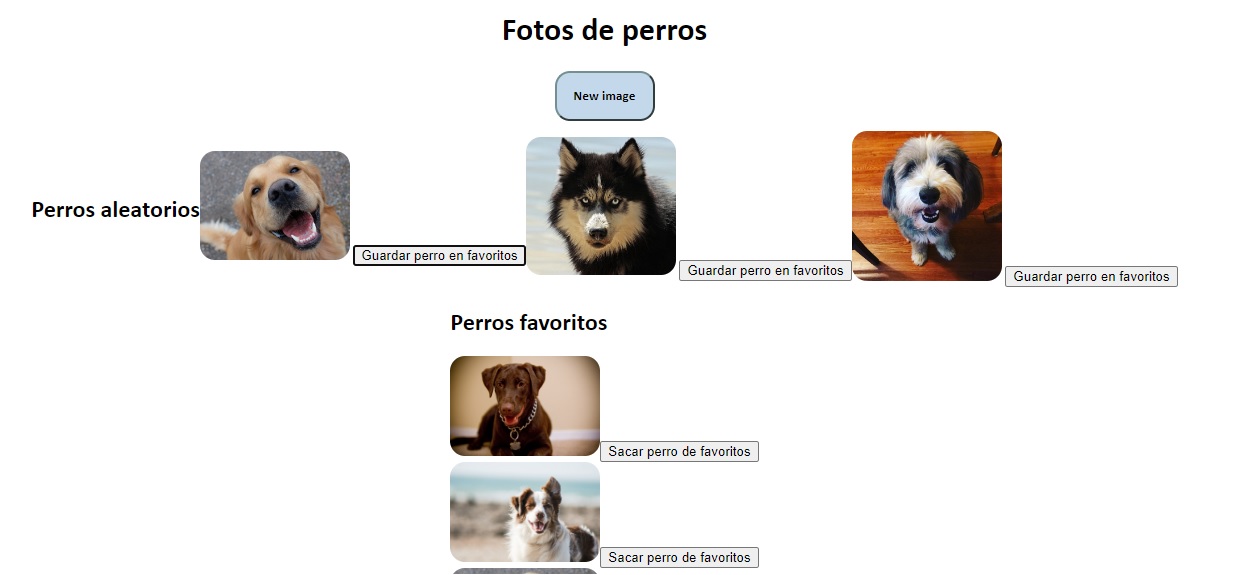 Fotos de perros
New image
Perros aleatorios
Guardar perro en favoritos
Guardar perro en favoritos
Guardar perro en favoritos
Perros favoritos
Sacar perro de favoritos
Sacar perro de favoritos